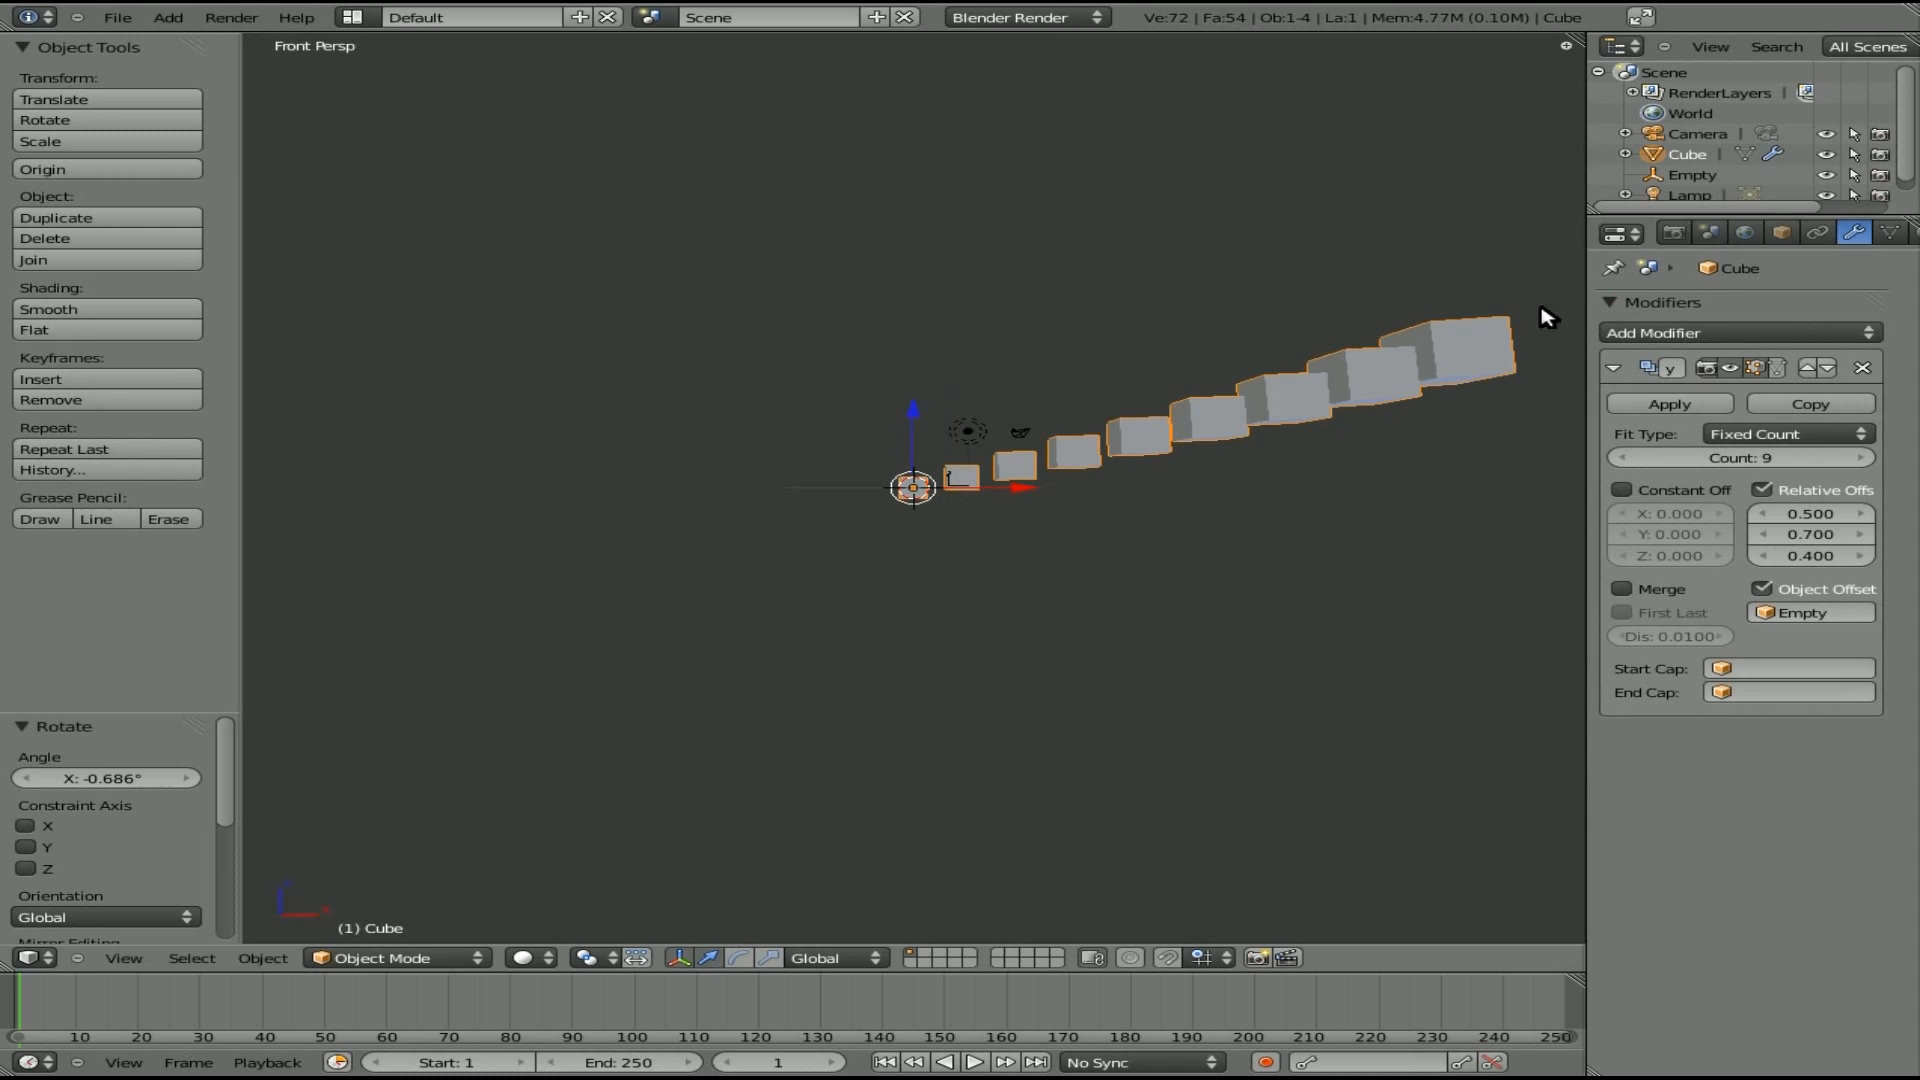 File Add Render Help Default Scene Blender Render Ve:72 | Fa:54 | Ob:1-4 | La:1 | Mem:4.77M (0.10M) | Cube
Object Tools
Transform:
Translate
Rotate
Scale
Origin
Object:
Duplicate
Delete
Join
Shading:
Smooth
Flat
Keyframes:
Insert
Remove
Repeat:
Repeat Last
History...
Grease Pencil:
Draw Line Erase
Rotate
Angle
X: -0.686°
Constraint Axis
X
Y
Z
Orientation
Global
Front Persp
(1) Cube
View Search All Scenes
Scene
RenderLayers |
World
Camera |
Cube |
Empty
Lamp |
Cube
Modifiers
Add Modifier
y
Apply Copy
Fit Type: Fixed Count
Count: 9
Constant Off Relative Offs
X: 0.000 0.500
Y: 0.000 0.700
Z: 0.000 0.400
Merge Object Offset
First Last Empty
Dis: 0.0100
Start Cap:
End Cap:
View Select Object Object Mode Global
10 20 30 40 50 60 70 80 90 100 110 120 130 140 150 160 170 180 190 200 210 220 230 240 250
View Frame Playback Start: 1 End: 250 1 No Sync